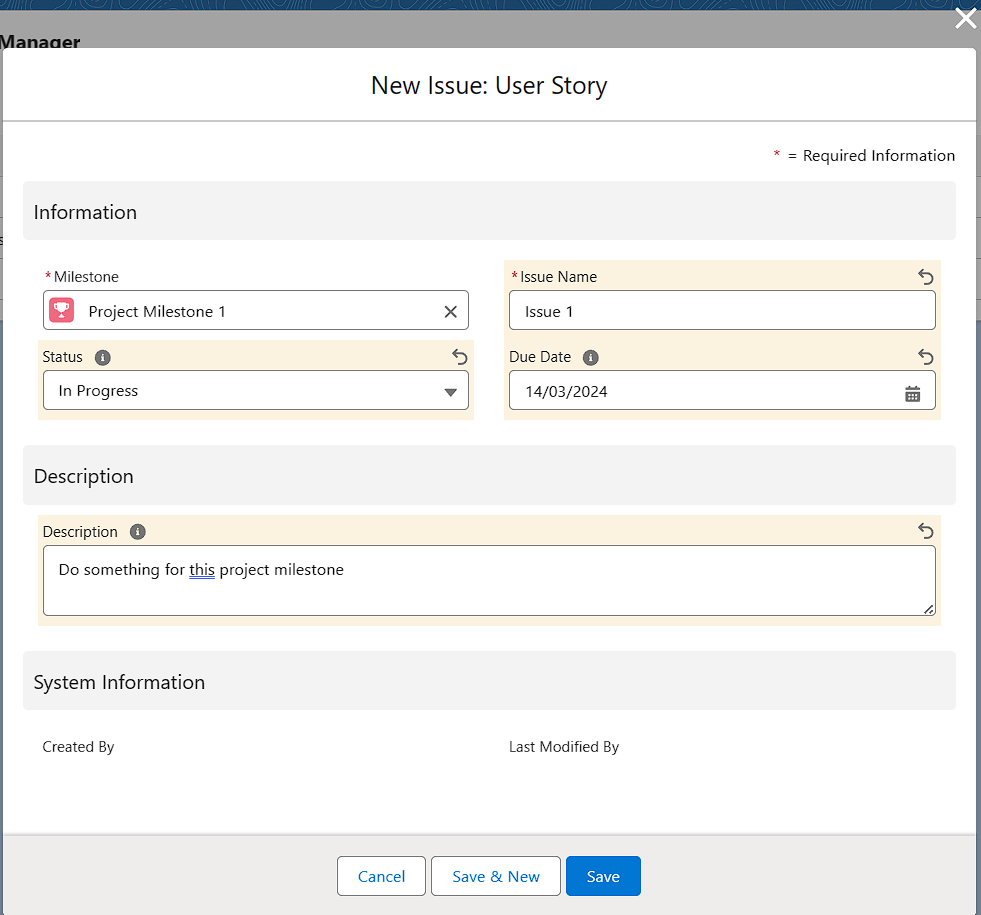 Manager
New Issue: User Story
* = Required Information
Information
*Milestone
Project Milestone 1
*Issue Name
Issue 1
Status
In Progress
Due Date
14/03/2024
Description
Description
Do something for this project milestone
System Information
Created By
Last Modified By
Cancel
Save & New
Save